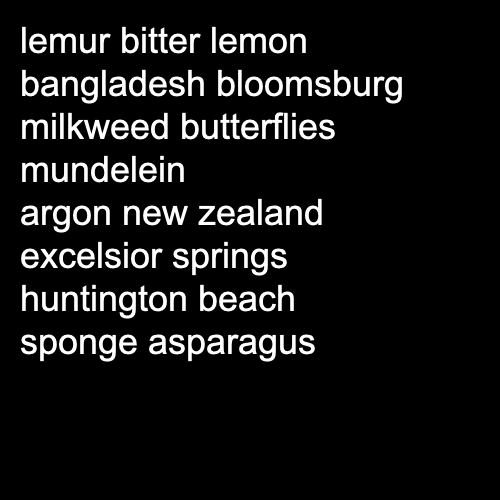 lemur bitter lemon
bangladesh bloomsburg
milkweed butterflies
mundelein
argon new zealand
excelsior springs
huntington beach
sponge asparagus